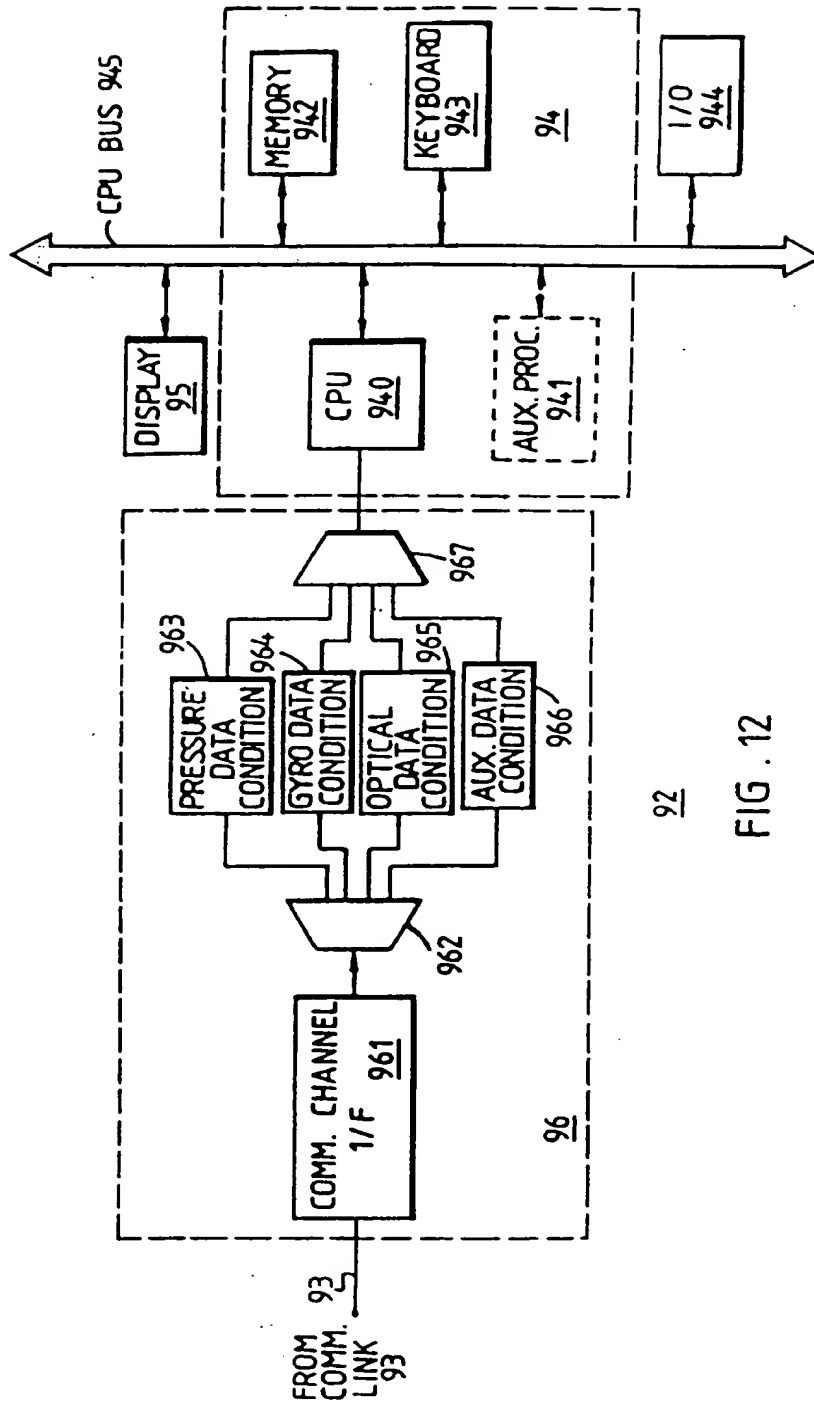 FROM
COMM.
LINK
93
93
COMM. CHANNEL
1/F
961
96
962
PRESSURE
DATA
CONDITION
963
GYRO DATA
CONDITION
964
OPTICAL
DATA
CONDITION
965
AUX. DATA
CONDITION
966
967
DISPLAY
95
CPU BUS 945
CPU
940
AUX. PROC.
941
MEMORY
942
KEYBOARD
943
94
I/O
944
92
FIG. 12